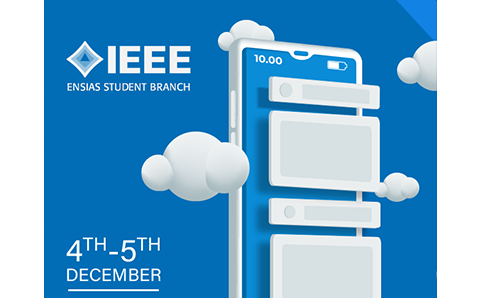 IEEE
ENSIAS STUDENT BRANCH
10.00
4TH-5TH
DECEMBER